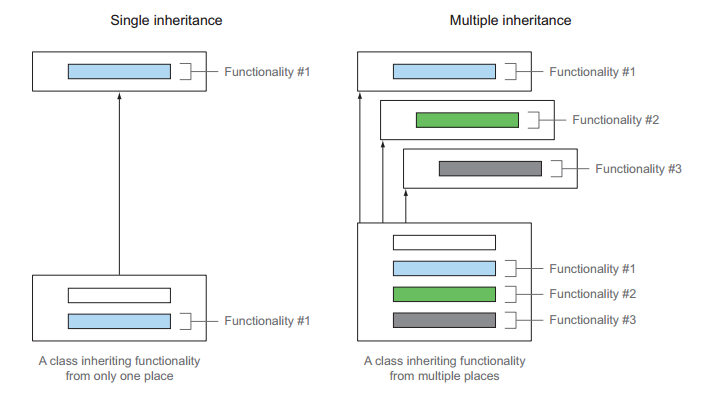 Single inheritance
Functionality #1
Functionality #1
A class inheriting functionality
from only one place
Multiple inheritance
Functionality #1
Functionality #2
Functionality #3
Functionality #1
Functionality #2
Functionality #3
A class inheriting functionality
from multiple places